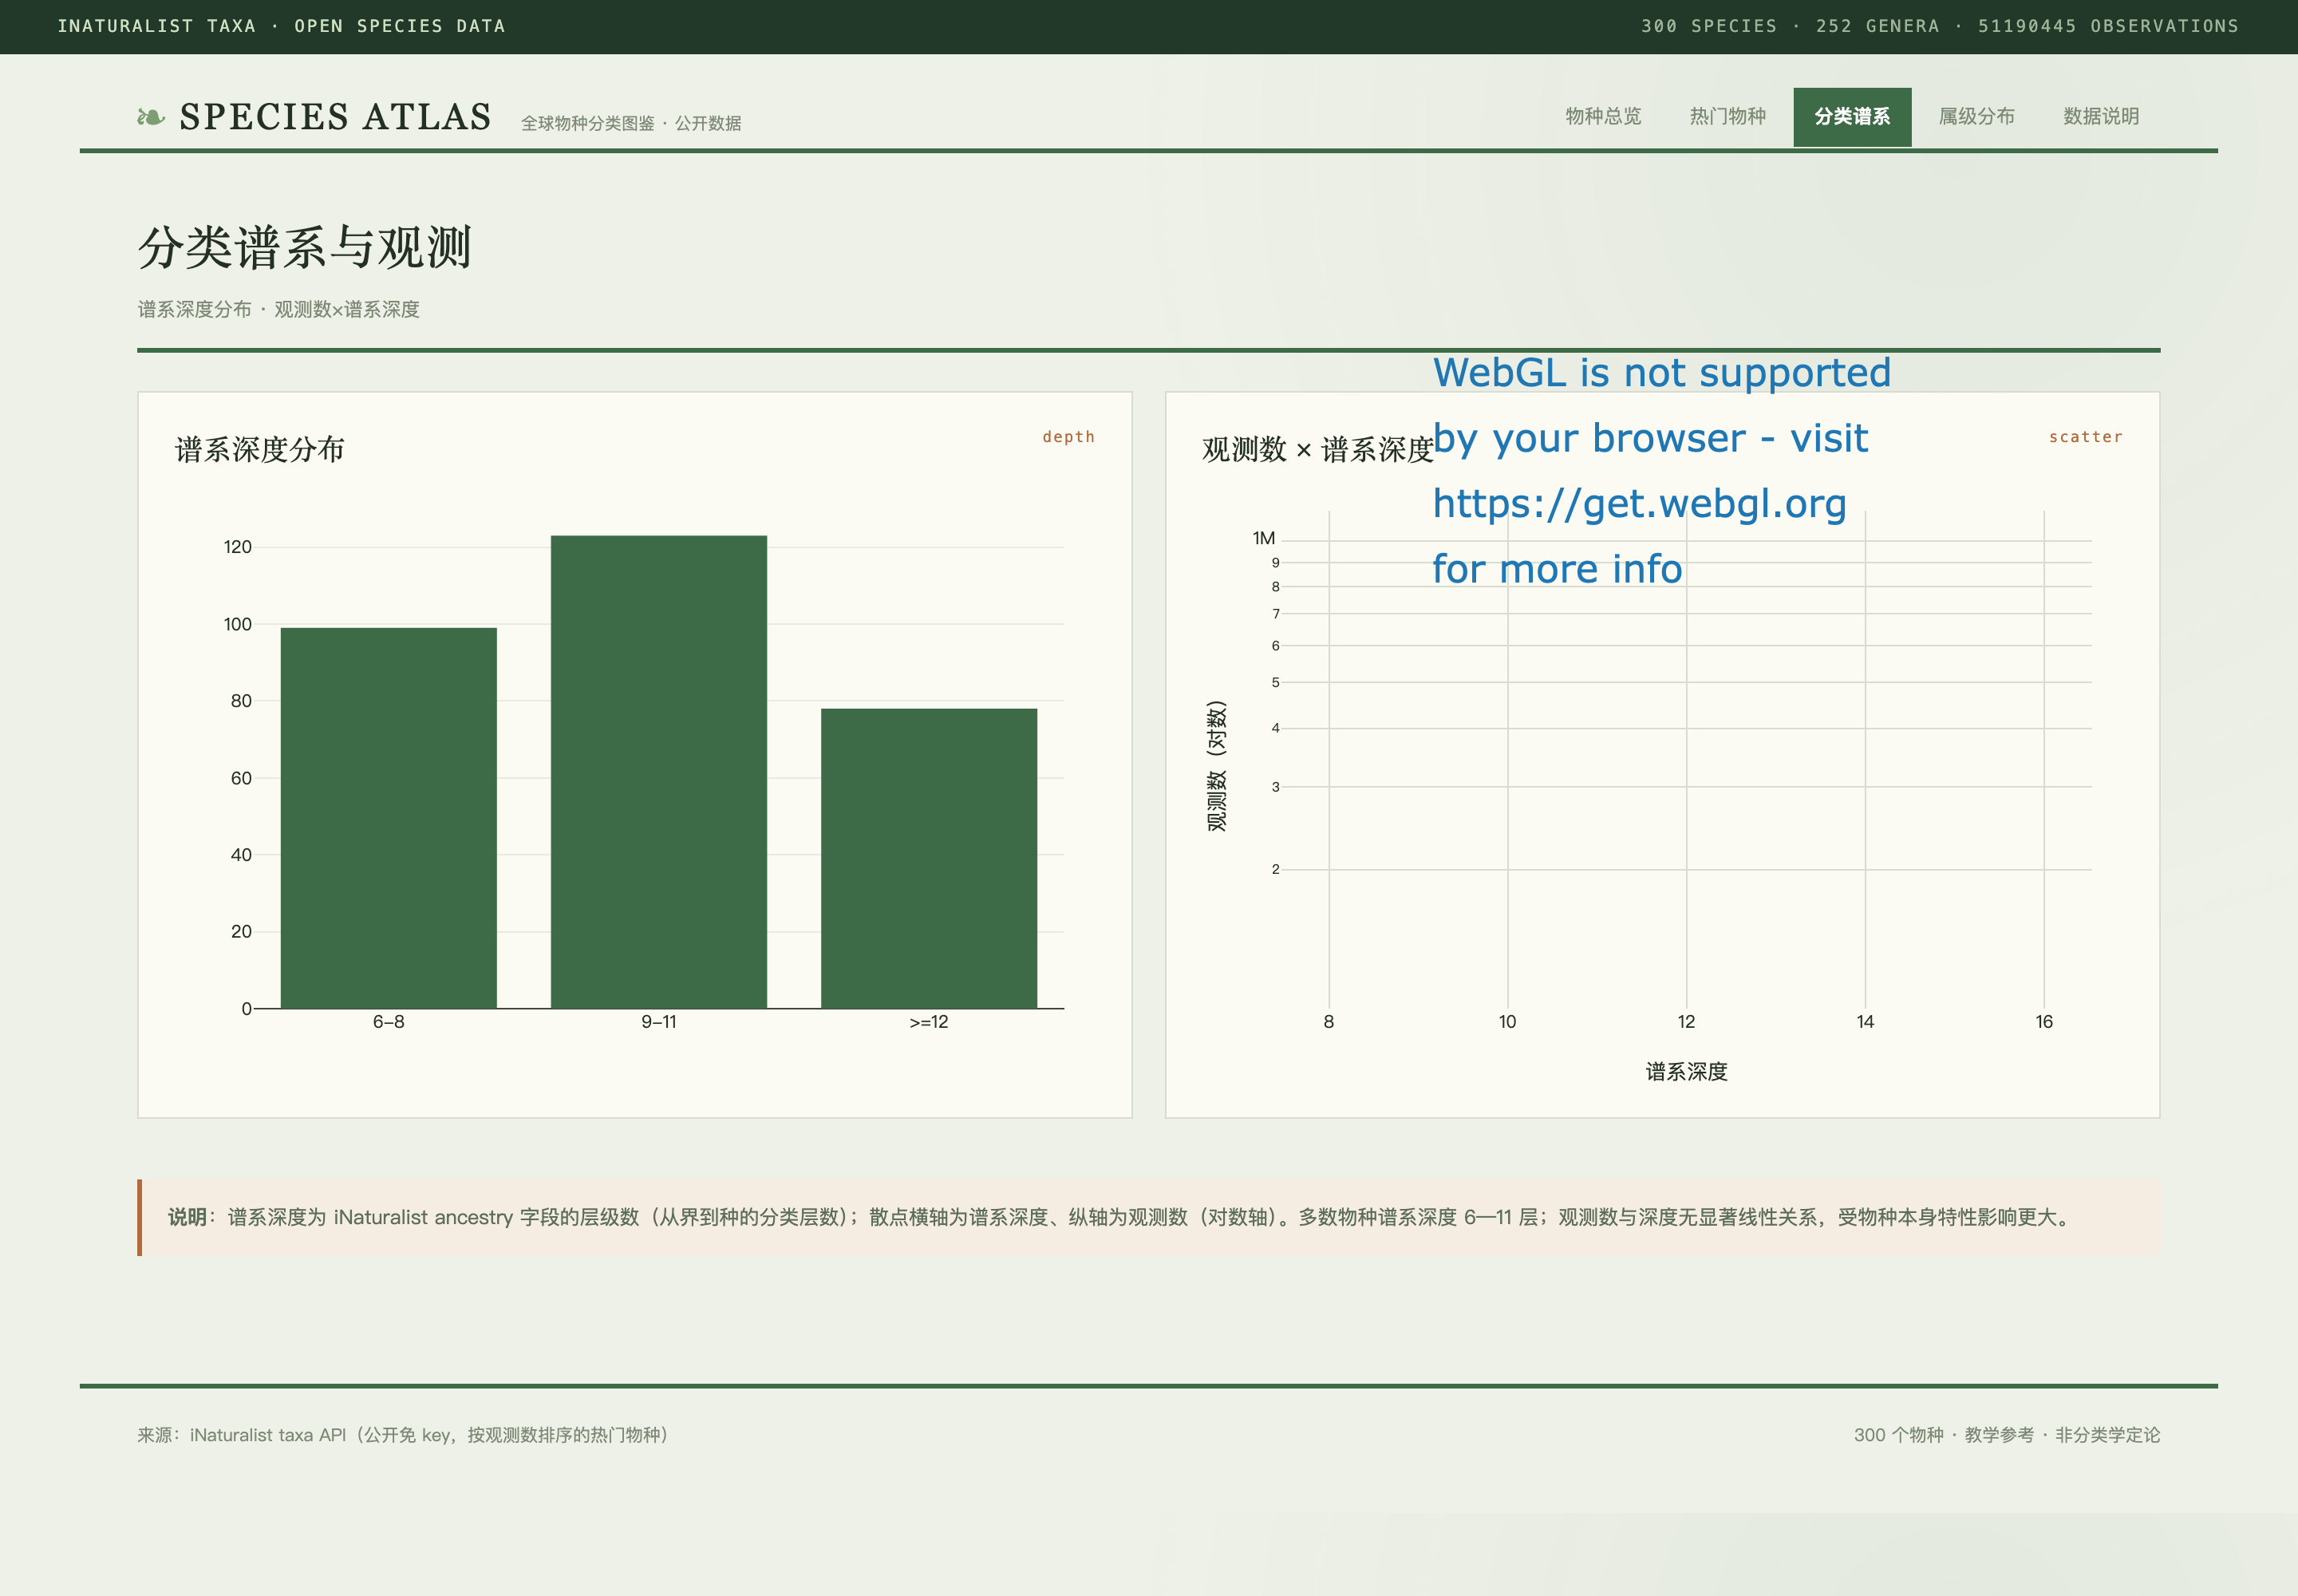 INATURALIST TAXA · OPEN SPECIES DATA
300 SPECIES · 252 GENERA · 51190445 OBSERVATIONS
❧ SPECIES ATLAS
全球物种分类图鉴 · 公开数据
物种总览
热门物种
分类谱系
属级分布
数据说明
分类谱系与观测
谱系深度分布 · 观测数×谱系深度
谱系深度分布
depth
120
100
80
60
40
20
0
6–8
9–11
>=12
观测数 × 谱系深度
scatter
WebGL is not supported
by your browser - visit
https://get.webgl.org
for more info
1M
9
8
7
6
5
4
3
2
观测数（对数）
8
10
12
14
16
谱系深度
说明：谱系深度为 iNaturalist ancestry 字段的层级数（从界到种的分类层数）；散点横轴为谱系深度、纵轴为观测数（对数轴）。多数物种谱系深度 6—11 层；观测数与深度无显著线性关系，受物种本身特性影响更大。
来源：iNaturalist taxa API（公开免 key，按观测数排序的热门物种）
300 个物种 · 教学参考 · 非分类学定论